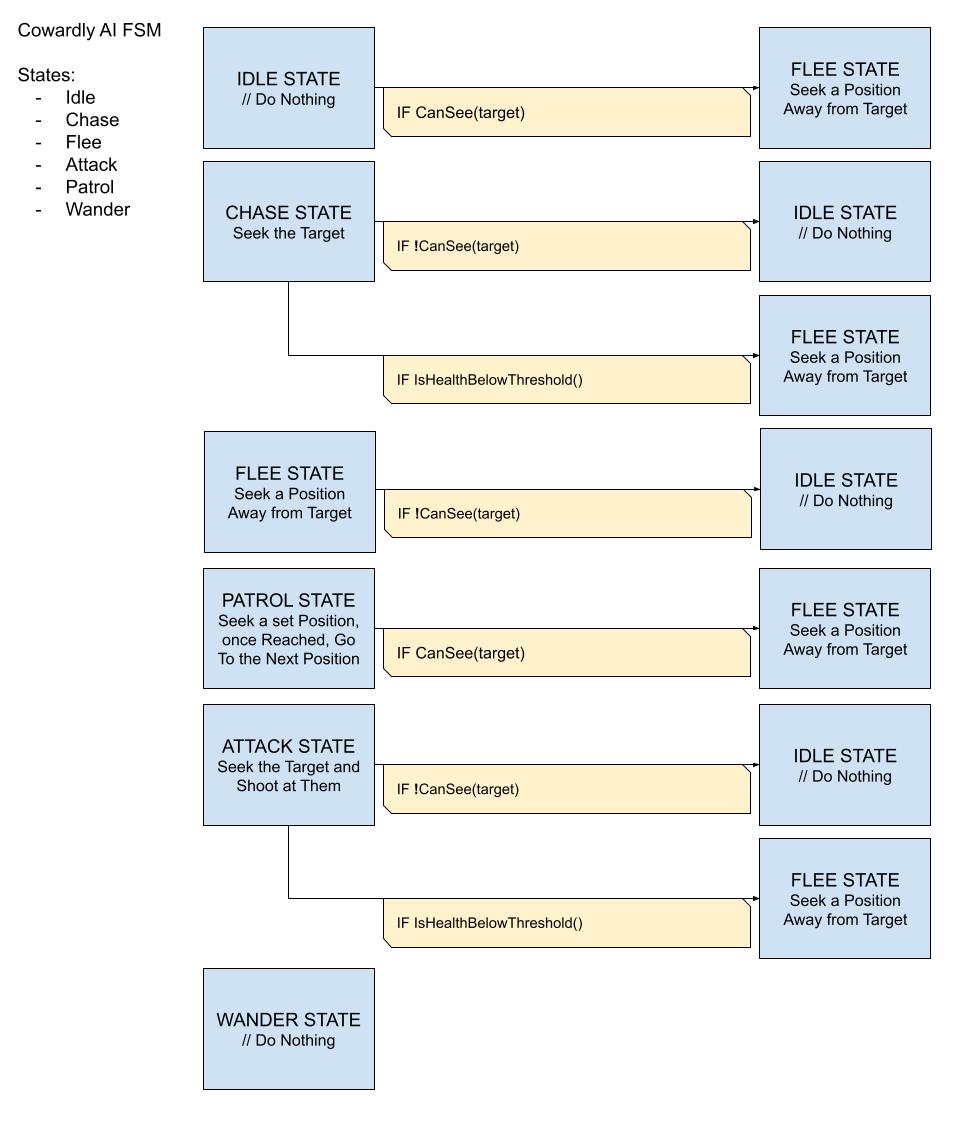 Cowardly AI FSM
States:
- Idle
- Chase
- Flee
- Attack
- Patrol
- Wander
IDLE STATE
// Do Nothing
IF CanSee(target)
FLEE STATE
Seek a Position
Away from Target
CHASE STATE
Seek the Target
IF !CanSee(target)
IDLE STATE
// Do Nothing
IF IsHealthBelowThreshold()
FLEE STATE
Seek a Position
Away from Target
FLEE STATE
Seek a Position
Away from Target
IF !CanSee(target)
IDLE STATE
// Do Nothing
PATROL STATE
Seek a set Position,
once Reached, Go
To the Next Position
IF CanSee(target)
FLEE STATE
Seek a Position
Away from Target
ATTACK STATE
Seek the Target and
Shoot at Them
IF !CanSee(target)
IDLE STATE
// Do Nothing
IF IsHealthBelowThreshold()
FLEE STATE
Seek a Position
Away from Target
WANDER STATE
// Do Nothing